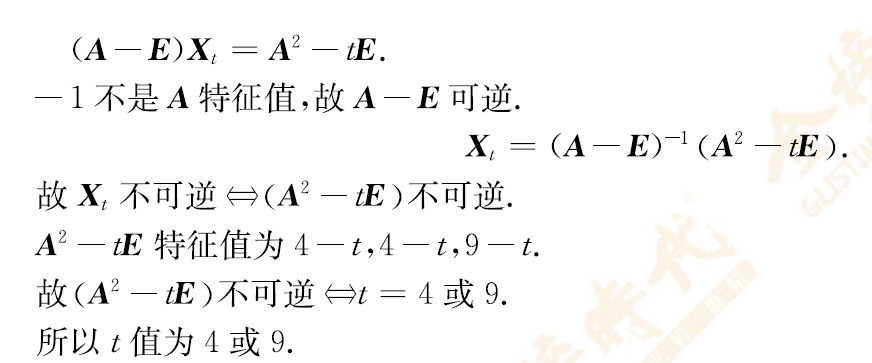 (A－E)Xₜ = A² － tE.
－1 不是 A 特征值,故 A－E 可逆.
Xₜ = (A－E)⁻¹(A² － tE).
故 Xₜ 不可逆⇔(A² － tE)不可逆.
A² － tE 特征值为 4－t,4－t,9－t.
故(A² － tE)不可逆⇔t = 4 或 9.
所以 t 值为 4 或 9.
時代